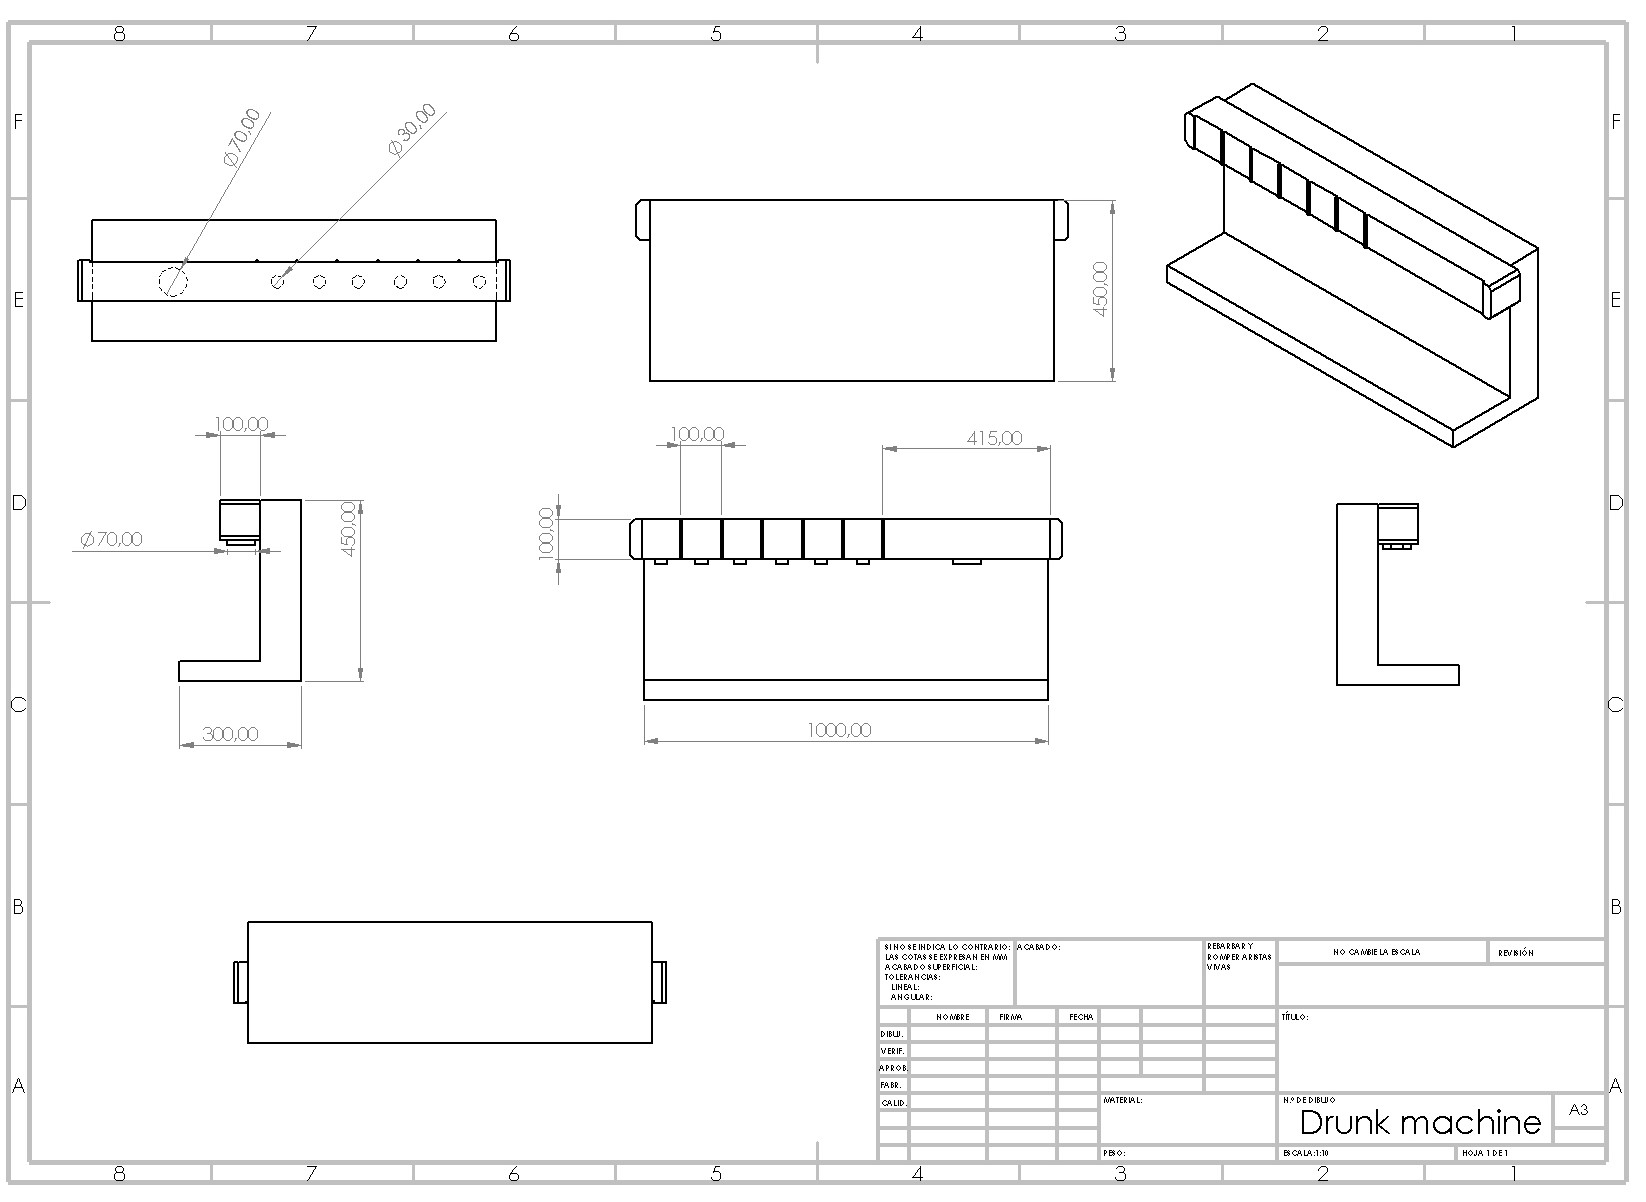 8 7 6 5 4 3 2 1
F F
Ø70,00
Ø30,00
E E
450,00
100,00
100,00
415,00
D D
Ø70,00
450,00
100,00
C C
300,00
1000,00
B B
SI NO SE INDICA LO CONTRARIO:
LAS COTAS SE EXPRESAN EN MM
ACABADO SUPERFICIAL:
TOLERANCIAS:
LINEAL:
ANGULAR:
ACABADO:
REBARBAR Y
ROMPER ARISTAS
VIVAS
NO CAMBIE LA ESCALA
REVISIÓN
NOMBRE FIRMA FECHA
TÍTULO:
DIBUJ.
VERIF.
APROB.
FABR.
CALID.
A A
MATERIAL:
N.º DE DIBUJO
Drunk machine
A3
PESO:
ESCALA:1:10
HOJA 1 DE 1
8 7 6 5 4 3 2 1